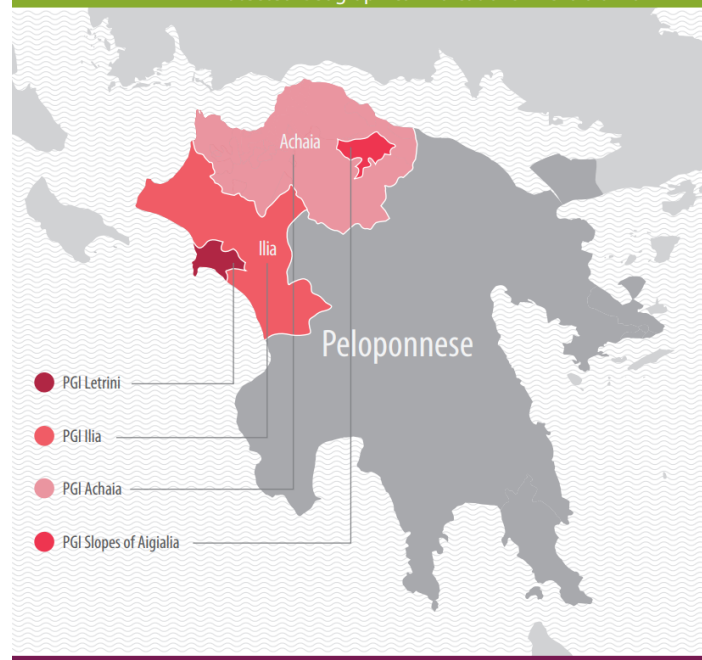 Achaia
Ilia
Peloponnese
PGI Letrini
PGI Ilia
PGI Achaia
PGI Slopes of Aigialia